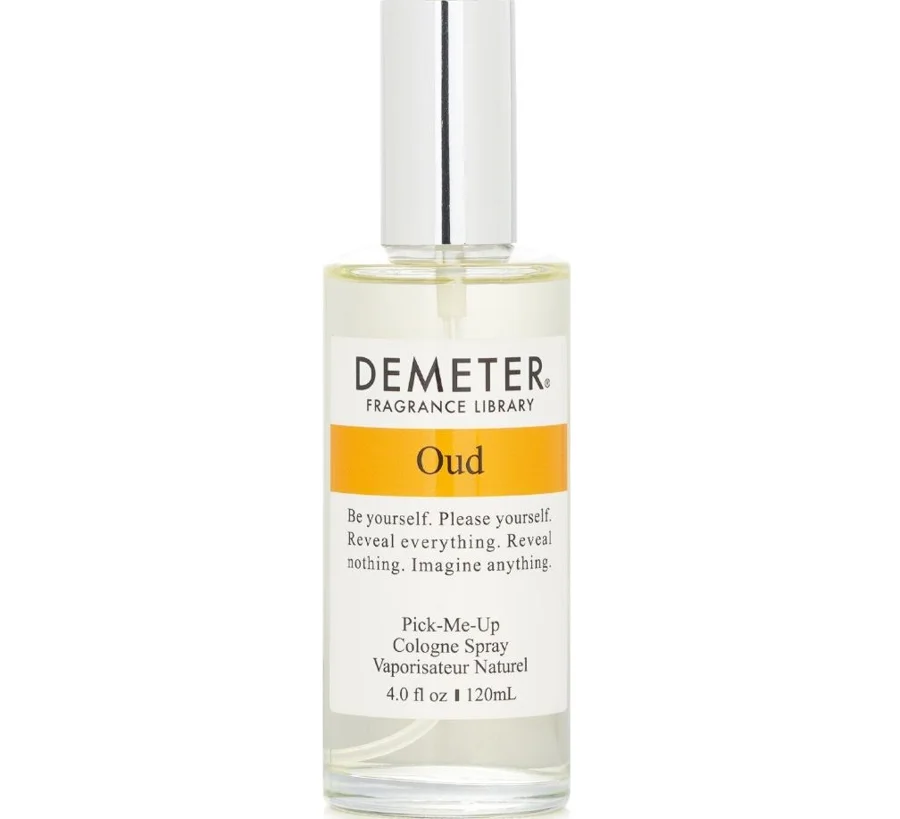 DEMETER®
FRAGRANCE LIBRARY
Oud
Be yourself. Please yourself.
Reveal everything. Reveal
nothing. Imagine anything.
Pick-Me-Up
Cologne Spray
Vaporisateur Naturel
4.0 fl oz ❙ 120mL